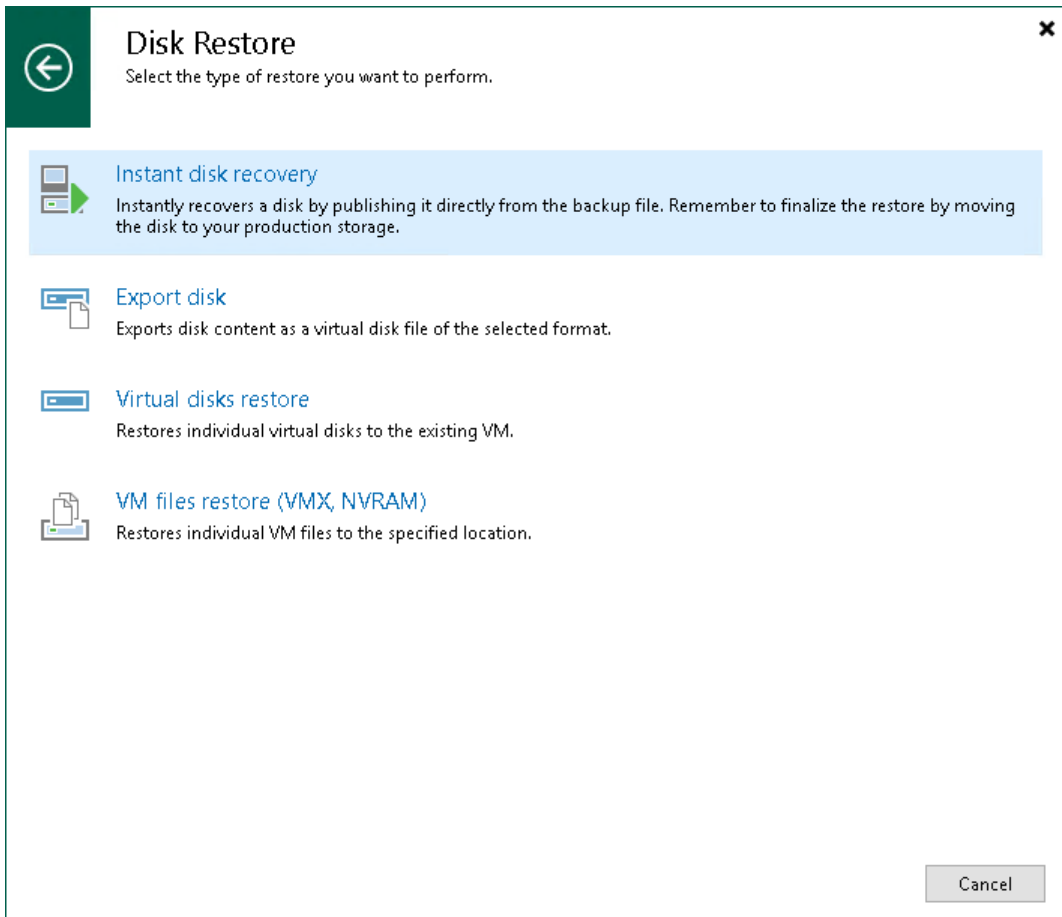 Disk Restore
Select the type of restore you want to perform.
Instant disk recovery
Instantly recovers a disk by publishing it directly from the backup file. Remember to finalize the restore by moving
the disk to your production storage.
Export disk
Exports disk content as a virtual disk file of the selected format.
Virtual disks restore
Restores individual virtual disks to the existing VM.
VM files restore (VMX, NVRAM)
Restores individual VM files to the specified location.
Cancel